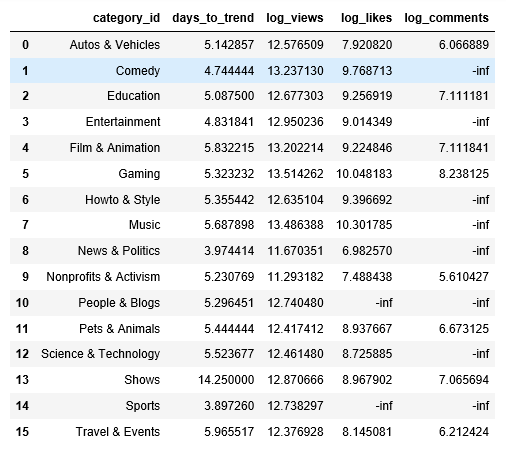 category_id days_to_trend log_views log_likes log_comments
0 Autos & Vehicles 5.142857 12.576509 7.920820 6.066889
1 Comedy 4.744444 13.237130 9.768713 -inf
2 Education 5.087500 12.677303 9.256919 7.111181
3 Entertainment 4.831841 12.950236 9.014349 -inf
4 Film & Animation 5.832215 13.202214 9.224846 7.111841
5 Gaming 5.323232 13.514262 10.048183 8.238125
6 Howto & Style 5.355442 12.635104 9.396692 -inf
7 Music 5.687898 13.486388 10.301785 -inf
8 News & Politics 3.974414 11.670351 6.982570 -inf
9 Nonprofits & Activism 5.230769 11.293182 7.488438 5.610427
10 People & Blogs 5.296451 12.740480 -inf -inf
11 Pets & Animals 5.444444 12.417412 8.937667 6.673125
12 Science & Technology 5.523677 12.461480 8.725885 -inf
13 Shows 14.250000 12.870666 8.967902 7.065694
14 Sports 3.897260 12.738297 -inf -inf
15 Travel & Events 5.965517 12.376928 8.145081 6.212424